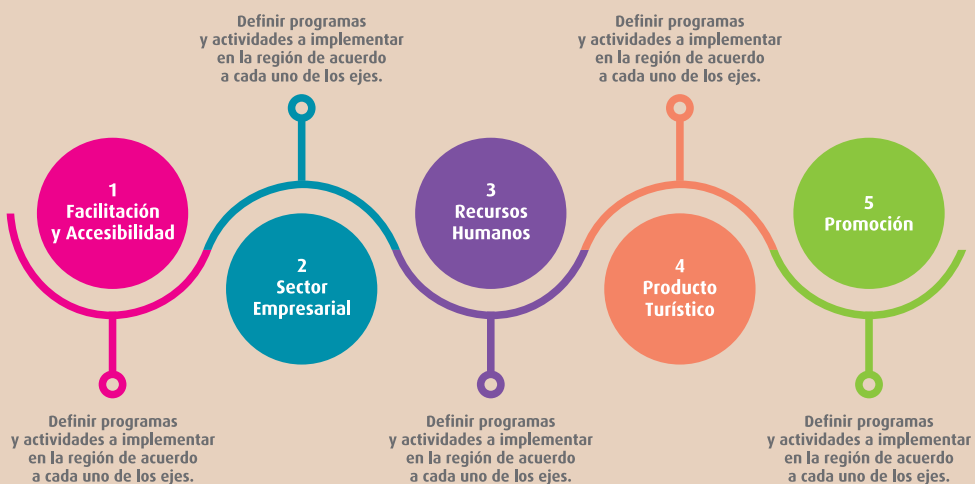 Definir programas
y actividades a implementar
en la región de acuerdo
a cada uno de los ejes.
Definir programas
y actividades a implementar
en la región de acuerdo
a cada uno de los ejes.
1
Facilitación
y Accesibilidad
2
Sector
Empresarial
3
Recursos
Humanos
4
Producto
Turístico
5
Promoción
Definir programas
y actividades a implementar
en la región de acuerdo
a cada uno de los ejes.
Definir programas
y actividades a implementar
en la región de acuerdo
a cada uno de los ejes.
Definir programas
y actividades a implementar
en la región de acuerdo
a cada uno de los ejes.